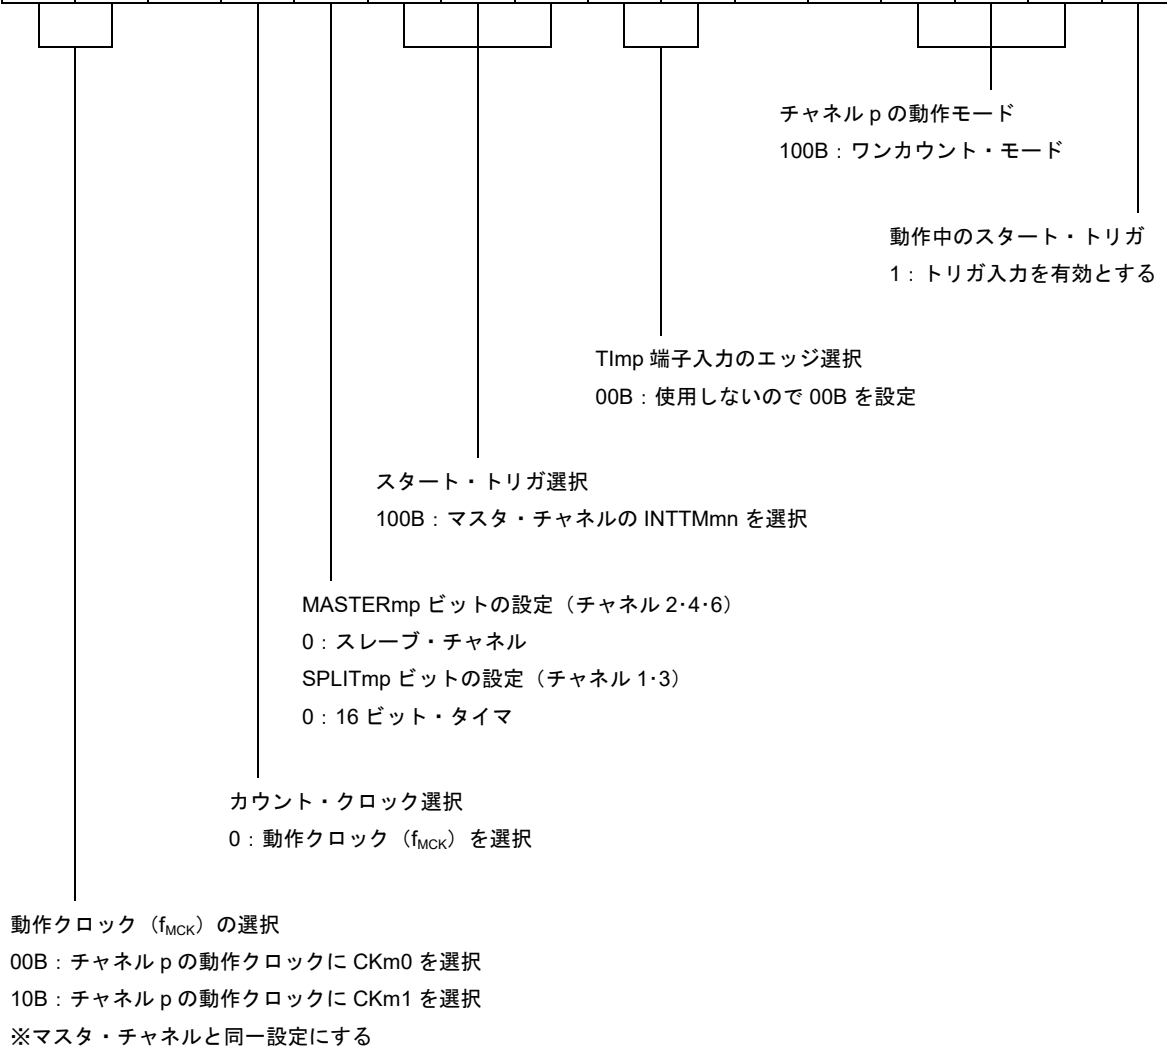 チャネル p の動作モード
100B：ワンカウント・モード
動作中のスタート・トリガ
1：トリガ入力を有効とする
TImp 端子入力のエッジ選択
00B：使用しないので 00B を設定
スタート・トリガ選択
100B：マスタ・チャネルの INTTMmn を選択
MASTERmp ビットの設定（チャネル 2･4･6）
0：スレーブ・チャネル
SPLITmp ビットの設定（チャネル 1･3）
0：16 ビット・タイマ
カウント・クロック選択
0：動作クロック（fMCK）を選択
動作クロック（fMCK）の選択
00B：チャネル p の動作クロックに CKm0 を選択
10B：チャネル p の動作クロックに CKm1 を選択
※マスタ・チャネルと同一設定にする